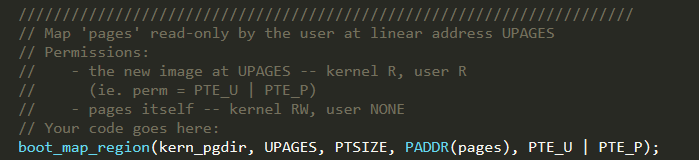 //////////////////////////////////////////////////////////////////////
// Map 'pages' read-only by the user at linear address UPAGES
// Permissions:
//    - the new image at UPAGES -- kernel R, user R
//      (ie. perm = PTE_U | PTE_P)
//    - pages itself -- kernel RW, user NONE
// Your code goes here:
boot_map_region(kern_pgdir, UPAGES, PTSIZE, PADDR(pages), PTE_U | PTE_P);